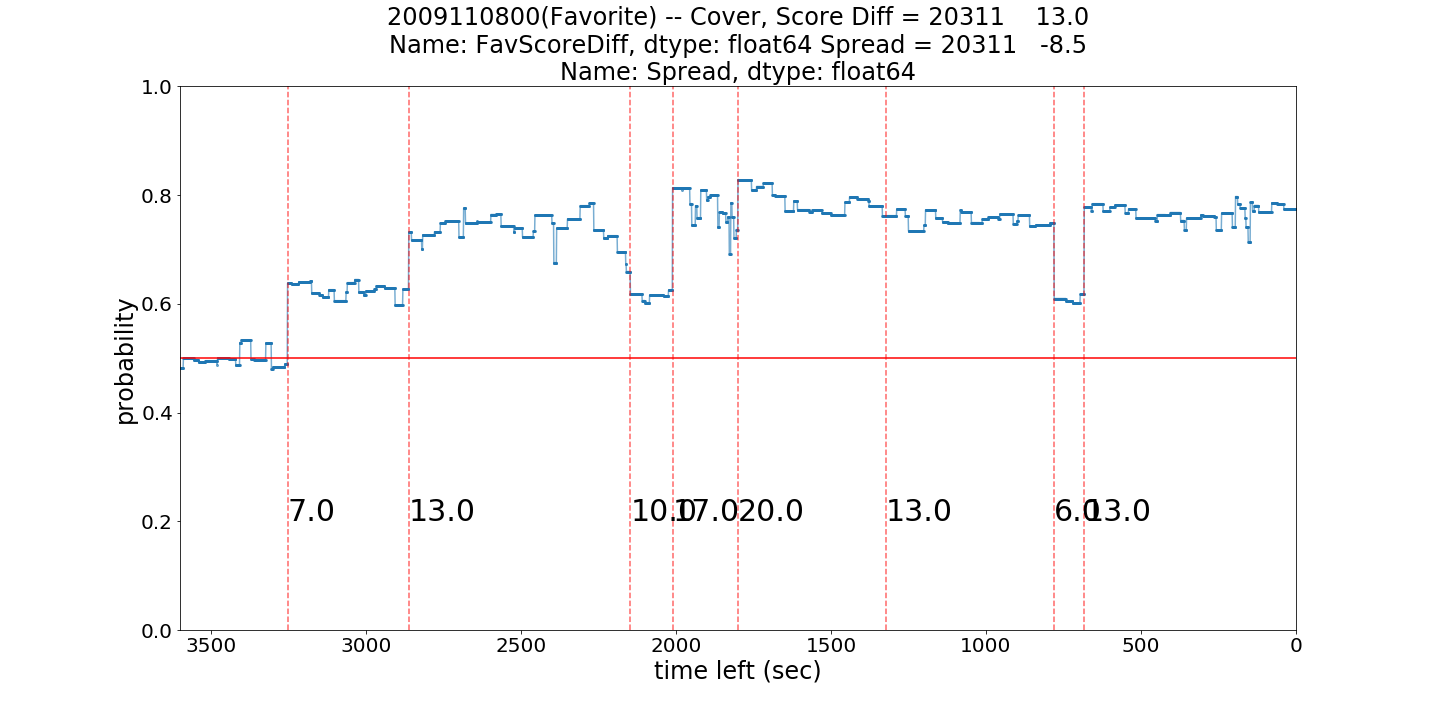 2009110800(Favorite) -- Cover, Score Diff = 20311    13.0
Name: FavScoreDiff, dtype: float64 Spread = 20311   -8.5
Name: Spread, dtype: float64
1.0
0.8
0.6
0.4
0.2
0.0
probability
7.0 13.0 10.0 17.0 20.0 13.0 6.0 13.0
3500 3000 2500 2000 1500 1000 500 0
time left (sec)